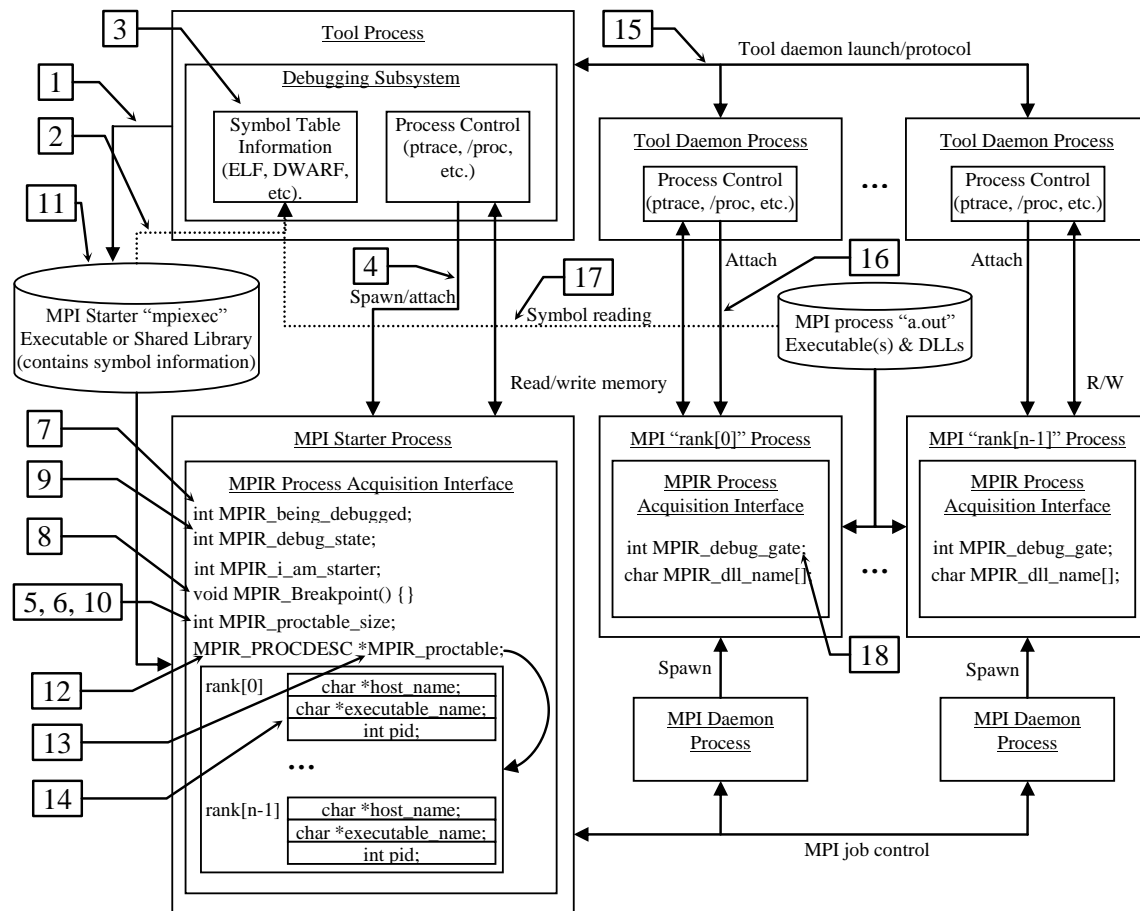 3
Tool Process
15
Tool daemon launch/protocol
1
Debugging Subsystem
2
Symbol Table
Information
(ELF, DWARF,
etc).
Process Control
(ptrace, /proc,
etc.)
Tool Daemon Process
Process Control
(ptrace, /proc, etc.)
...
Tool Daemon Process
Process Control
(ptrace, /proc, etc.)
11
4
Spawn/attach
17
Symbol reading
Attach
16
Attach
MPI Starter “mpiexec”
Executable or Shared Library
(contains symbol information)
MPI process “a.out”
Executable(s) & DLLs
Read/write memory
R/W
MPI Starter Process
MPIR Process Acquisition Interface
7
int MPIR_being_debugged;
9
int MPIR_debug_state;
int MPIR_i_am_starter;
8
void MPIR_Breakpoint() {}
5, 6, 10
int MPIR_proctable_size;
MPIR_PROCDESC *MPIR_proctable;
12
13
14
rank[0]
char *host_name;
char *executable_name;
int pid;
...
rank[n-1]
char *host_name;
char *executable_name;
int pid;
MPI “rank[0]” Process
MPIR Process
Acquisition Interface
int MPIR_debug_gate;
char MPIR_dll_name[];
...
MPI “rank[n-1]” Process
MPIR Process
Acquisition Interface
int MPIR_debug_gate;
char MPIR_dll_name[];
18
Spawn
Spawn
MPI Daemon
Process
...
MPI Daemon
Process
MPI job control